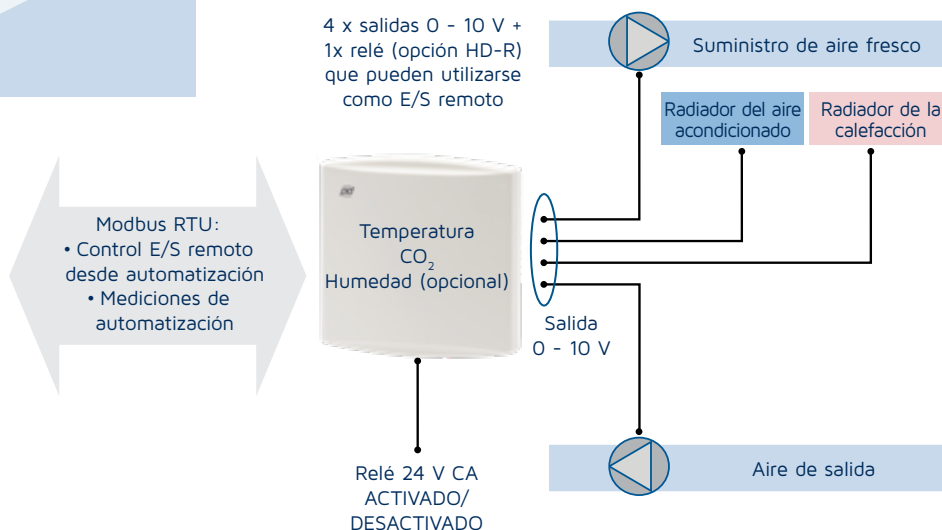 4 x salidas 0 - 10 V +
1x relé (opción HD-R)
que pueden utilizarse
como E/S remoto
Suministro de aire fresco
Radiador del aire
acondicionado
Radiador de la
calefacción
Modbus RTU:
• Control E/S remoto
desde automatización
• Mediciones de
automatización
Temperatura
CO₂
Humedad (opcional)
Salida
0 - 10 V
Relé 24 V CA
ACTIVADO/
DESACTIVADO
Aire de salida